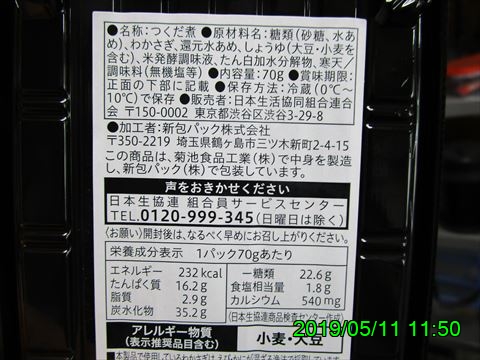 ●名称:つくだ煮 ●原材料名:糖類(砂糖、水あ
め)、わかさぎ、還元水あめ、しょうゆ(大豆・小麦を
含む)、米発酵調味液、たん白加水分解物、寒天/
調味料(無機塩等) ●内容量:70g ●賞味期限:
正面の下部に記載 ●保存方法:冷蔵(0℃〜
10℃)で保存 ●販売者:日本生活協同組合連合
会 〒150-0002 東京都渋谷区渋谷3-29-8
●加工者:新包パック株式会社
〒350-2219 埼玉県鶴ヶ島市三ツ木新町2-4-15
この商品は、菊池食品工業(株)で中身を製造
し、新包パック(株)で包装しています。
声をおきかせください
日本生協連 組合員サービスセンター
TEL.0120-999-345(日曜日は除く)
〈お願い〉開封後は、なるべく早めにお召し上がりください。
栄養成分表示 1パック70gあたり
エネルギー 232kcal
たんぱく質 16.2g
脂質 2.9g
炭水化物 35.2g
ー糖類 22.6g
食塩相当量 1.8g
カルシウム 540mg
(日本生協連商品検査センター作成)
アレルギー物質
(表示推奨品目含む)
小麦・大豆
2019/05/11 11:50